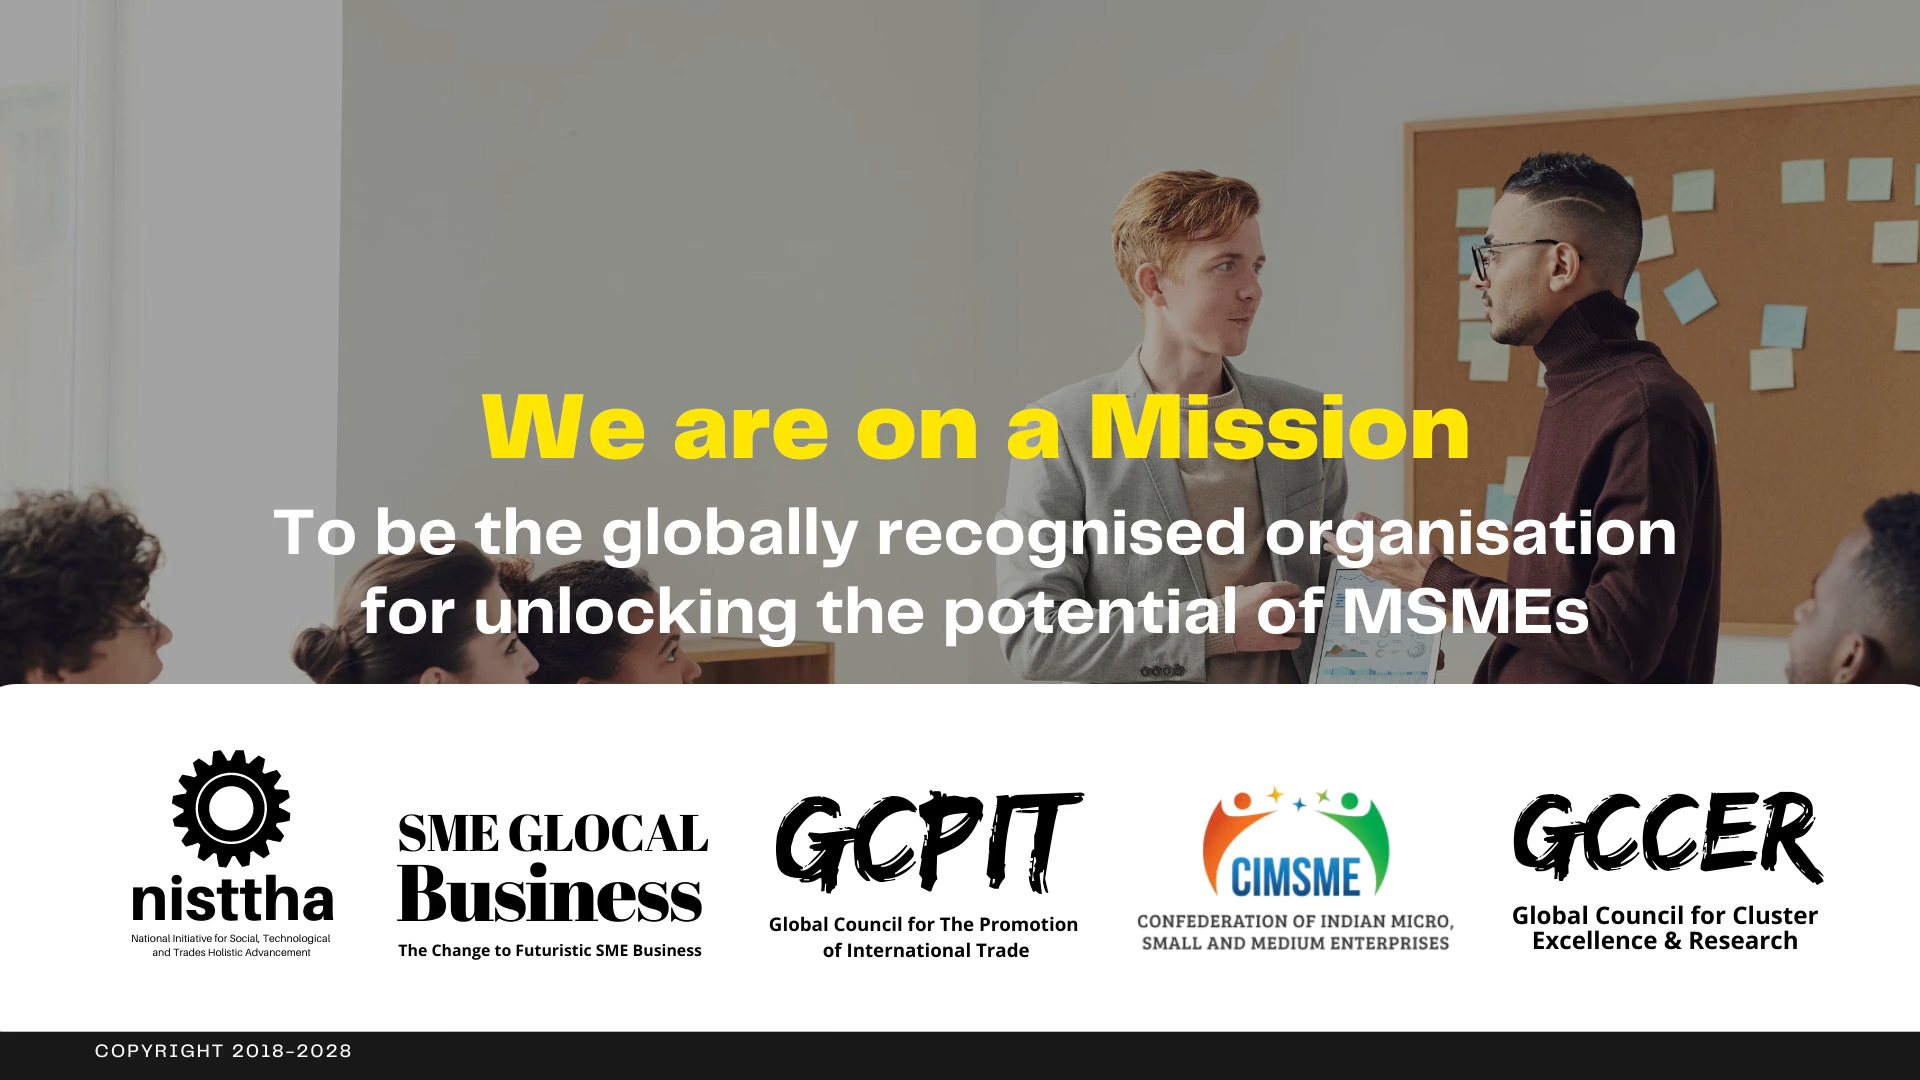 We are on a Mission
To be the globally recognised organisation
for unlocking the potential of MSMEs
nisttha
National Initiative for Social, Technological
and Trades Holistic Advancement
SME GLOCAL
Business
The Change to Futuristic SME Business
GCPIT
Global Council for The Promotion
of International Trade
CIMSME
CONFEDERATION OF INDIAN MICRO,
SMALL AND MEDIUM ENTERPRISES
GCCER
Global Council for Cluster
Excellence & Research
COPYRIGHT 2018-2028